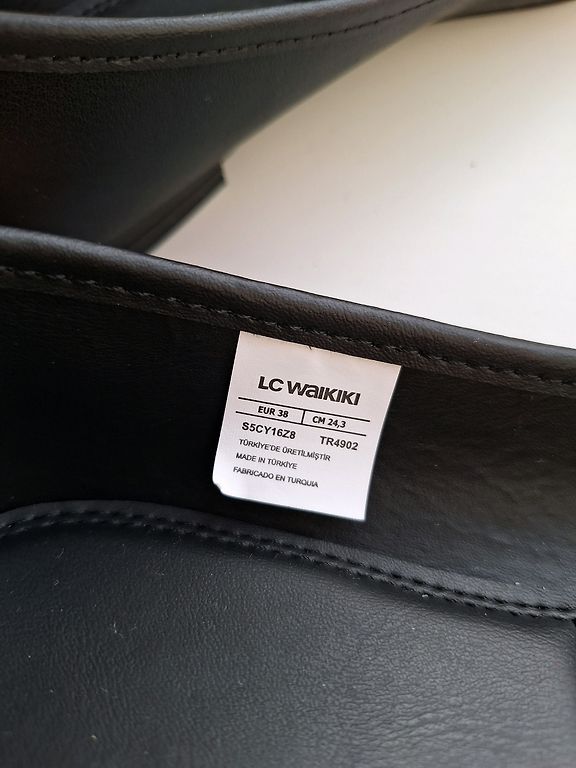 LC WAIKIKI
EUR 38 CM 24,3
S5CY16Z8 TR4902
TÜRKİYE'DE ÜRETİLMİŞTİR
MADE IN TÜRKİYE
FABRICADO EN TURQUIA